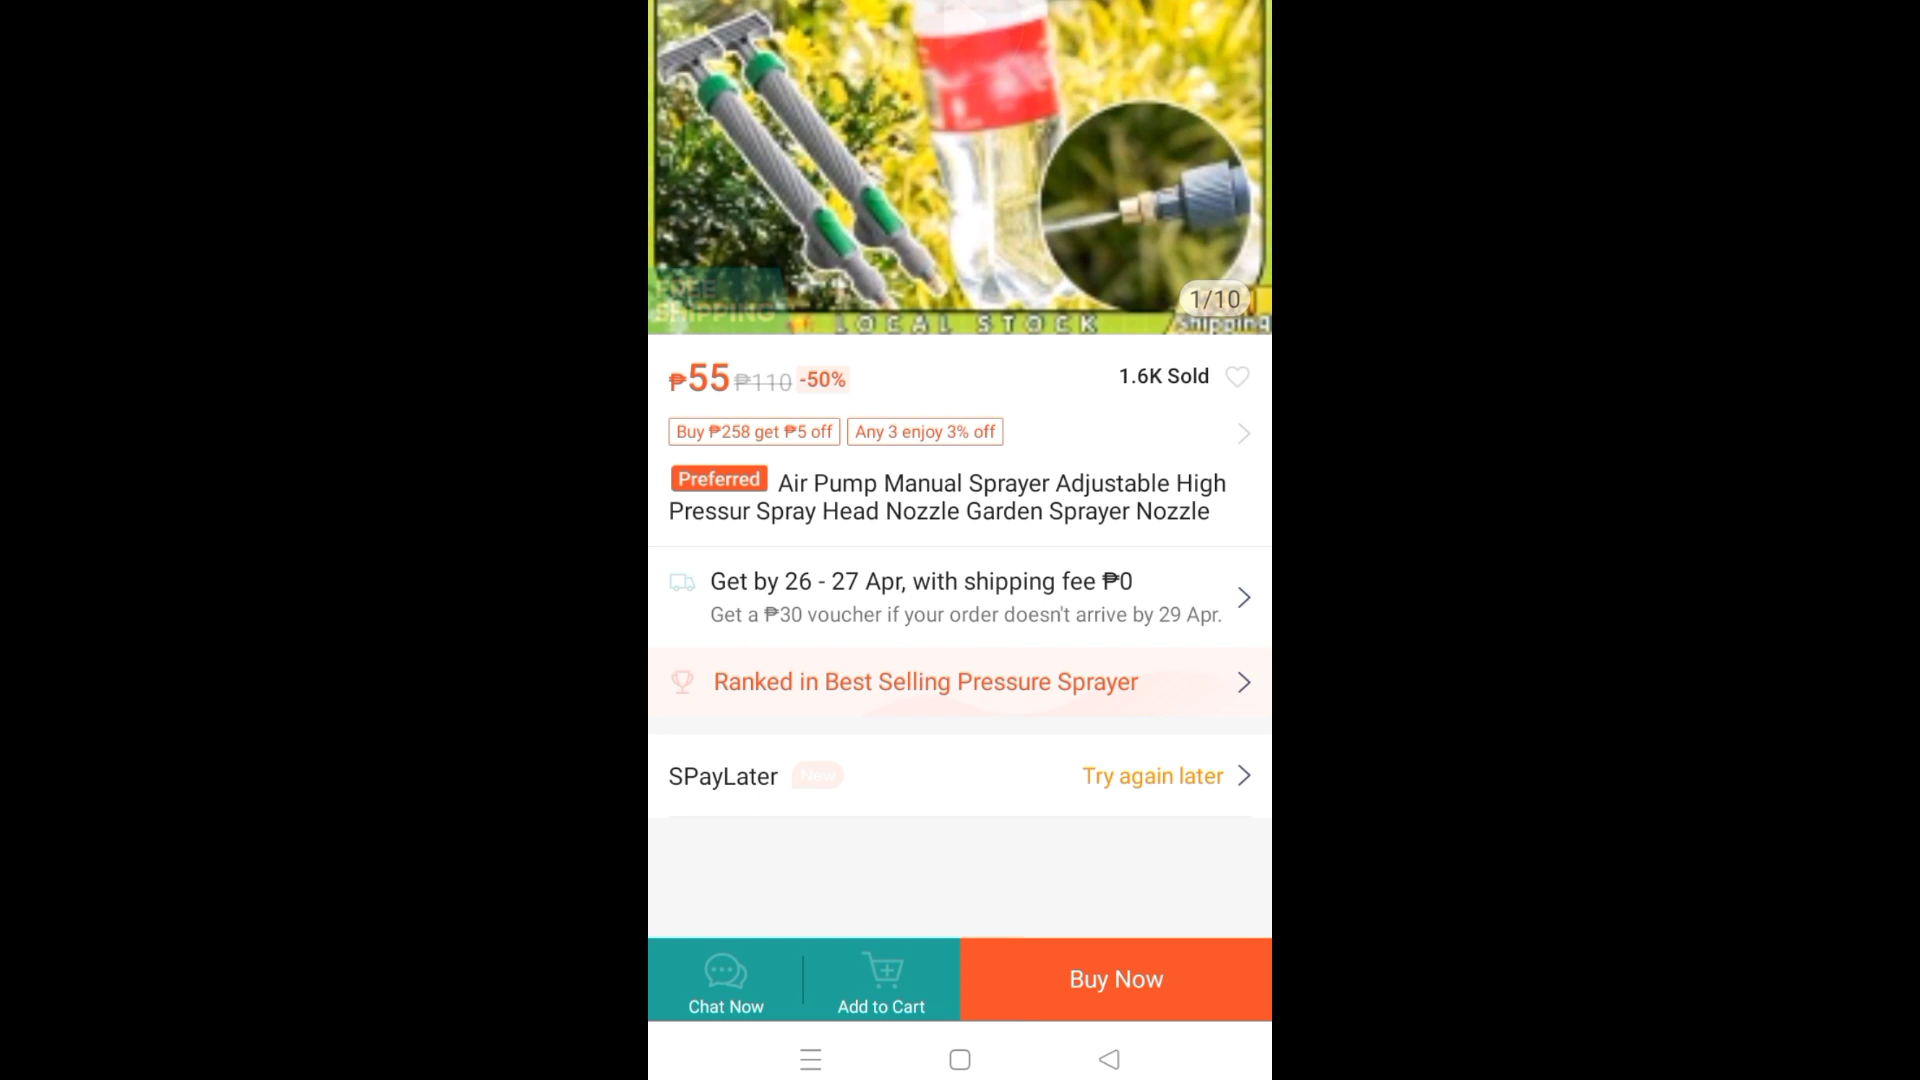 FREE
SHIPPING
LOCAL STOCK
Shipping
1/10
₱55 ₱110 -50%
1.6K Sold
Buy ₱258 get ₱5 off
Any 3 enjoy 3% off
Preferred Air Pump Manual Sprayer Adjustable High
Pressur Spray Head Nozzle Garden Sprayer Nozzle
Get by 26 - 27 Apr, with shipping fee ₱0
Get a ₱30 voucher if your order doesn't arrive by 29 Apr.
Ranked in Best Selling Pressure Sprayer
SPayLater New
Try again later
Chat Now
Add to Cart
Buy Now